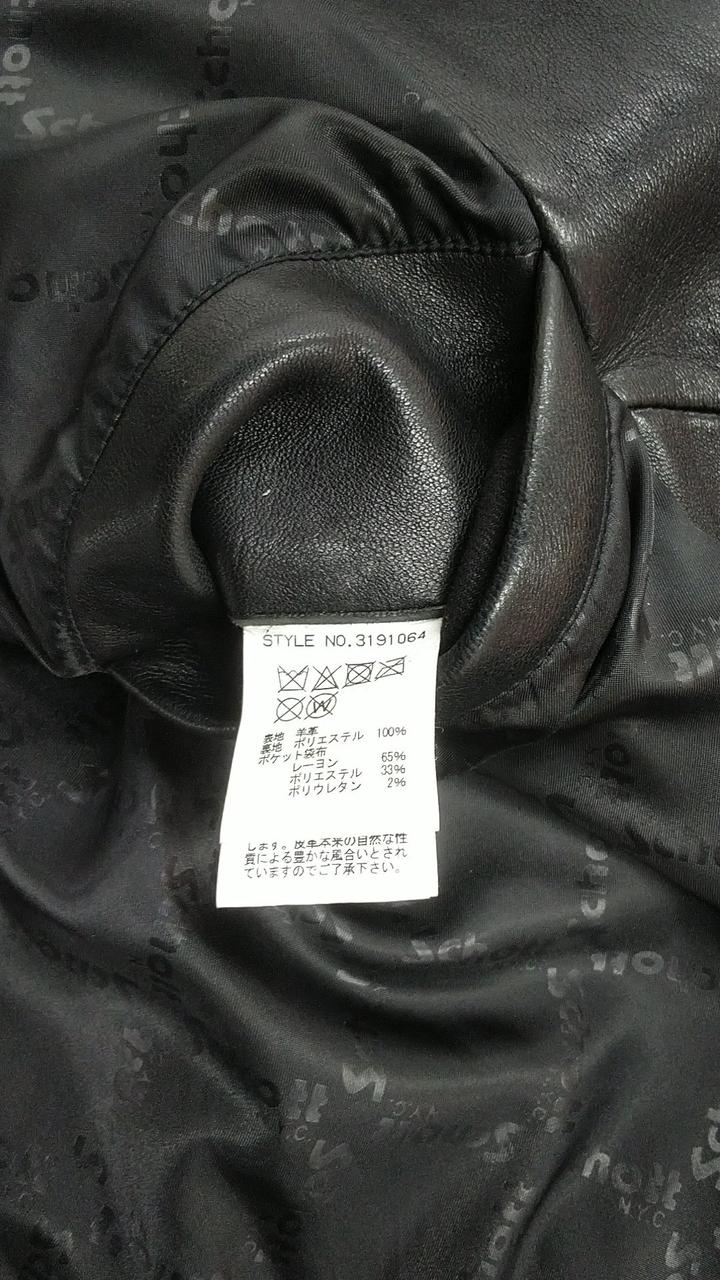 Schott
STYLE NO.3191064
表地 羊革 100%
裏地 ポリエステル
ポケット袋布
レーヨン 65%
ポリエステル 33%
ポリウレタン 2%
します。皮革本来の自然な性
質による豊かな風合いとされ
ていますのでご了承下さい。
Schott
Schott
N.Y.C